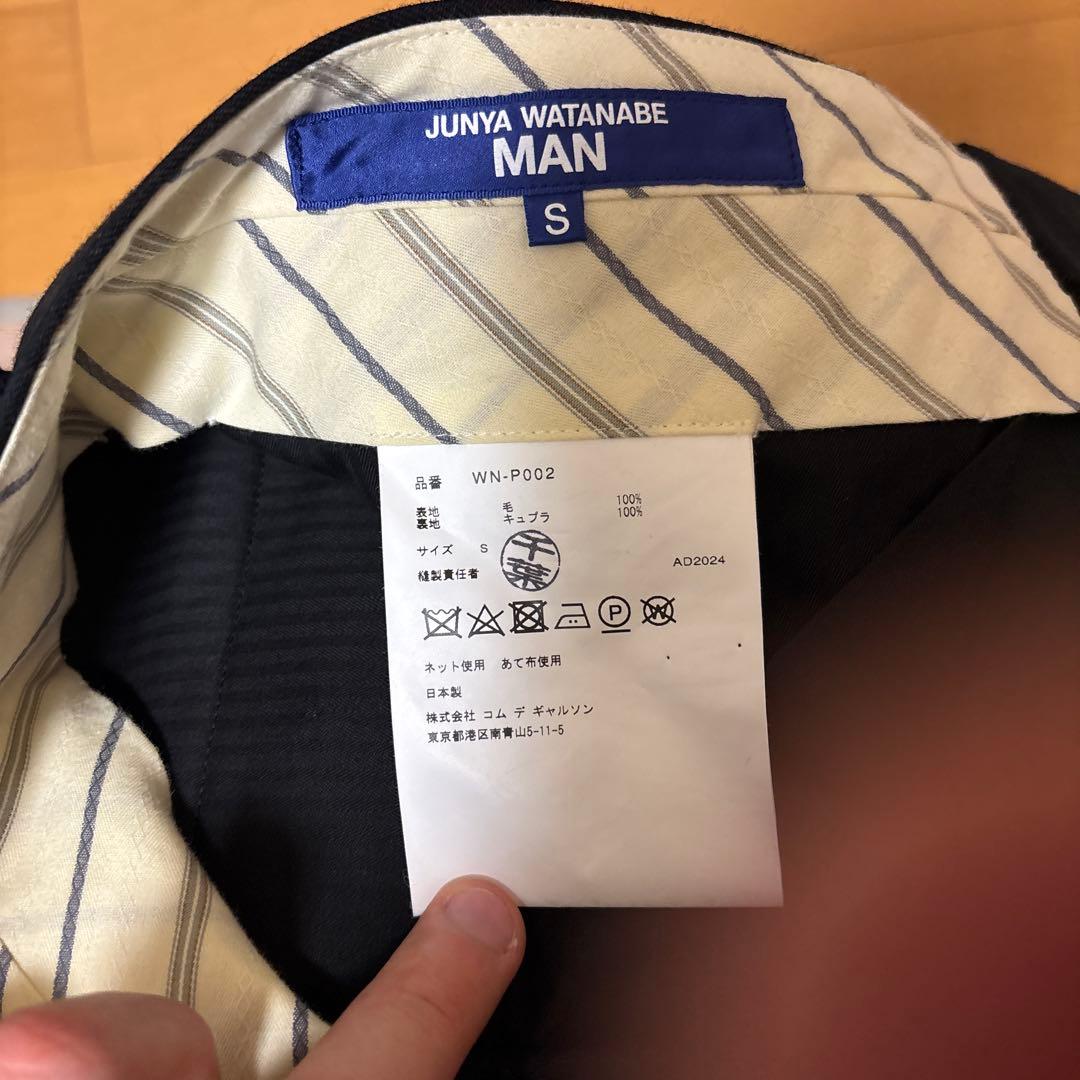 JUNYA WATANABE
MAN
S
品番 WN-P002
表地 毛 100%
裏地 キュプラ 100%
サイズ S
千葉
縫製責任者
AD2024
P
W
ネット使用 あて布使用
日本製
株式会社 コム デ ギャルソン
東京都港区南青山5-11-5